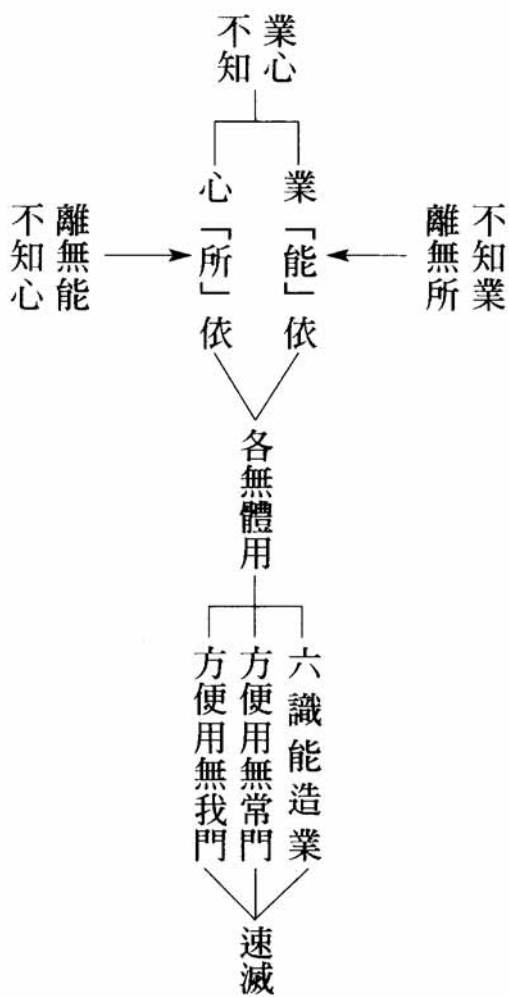 業心
不知
業「能」依
心「所」依
不知業
離無所
離無能
不知心
各無體用
六識能造業
方便用無常門
方便用無我門
速滅